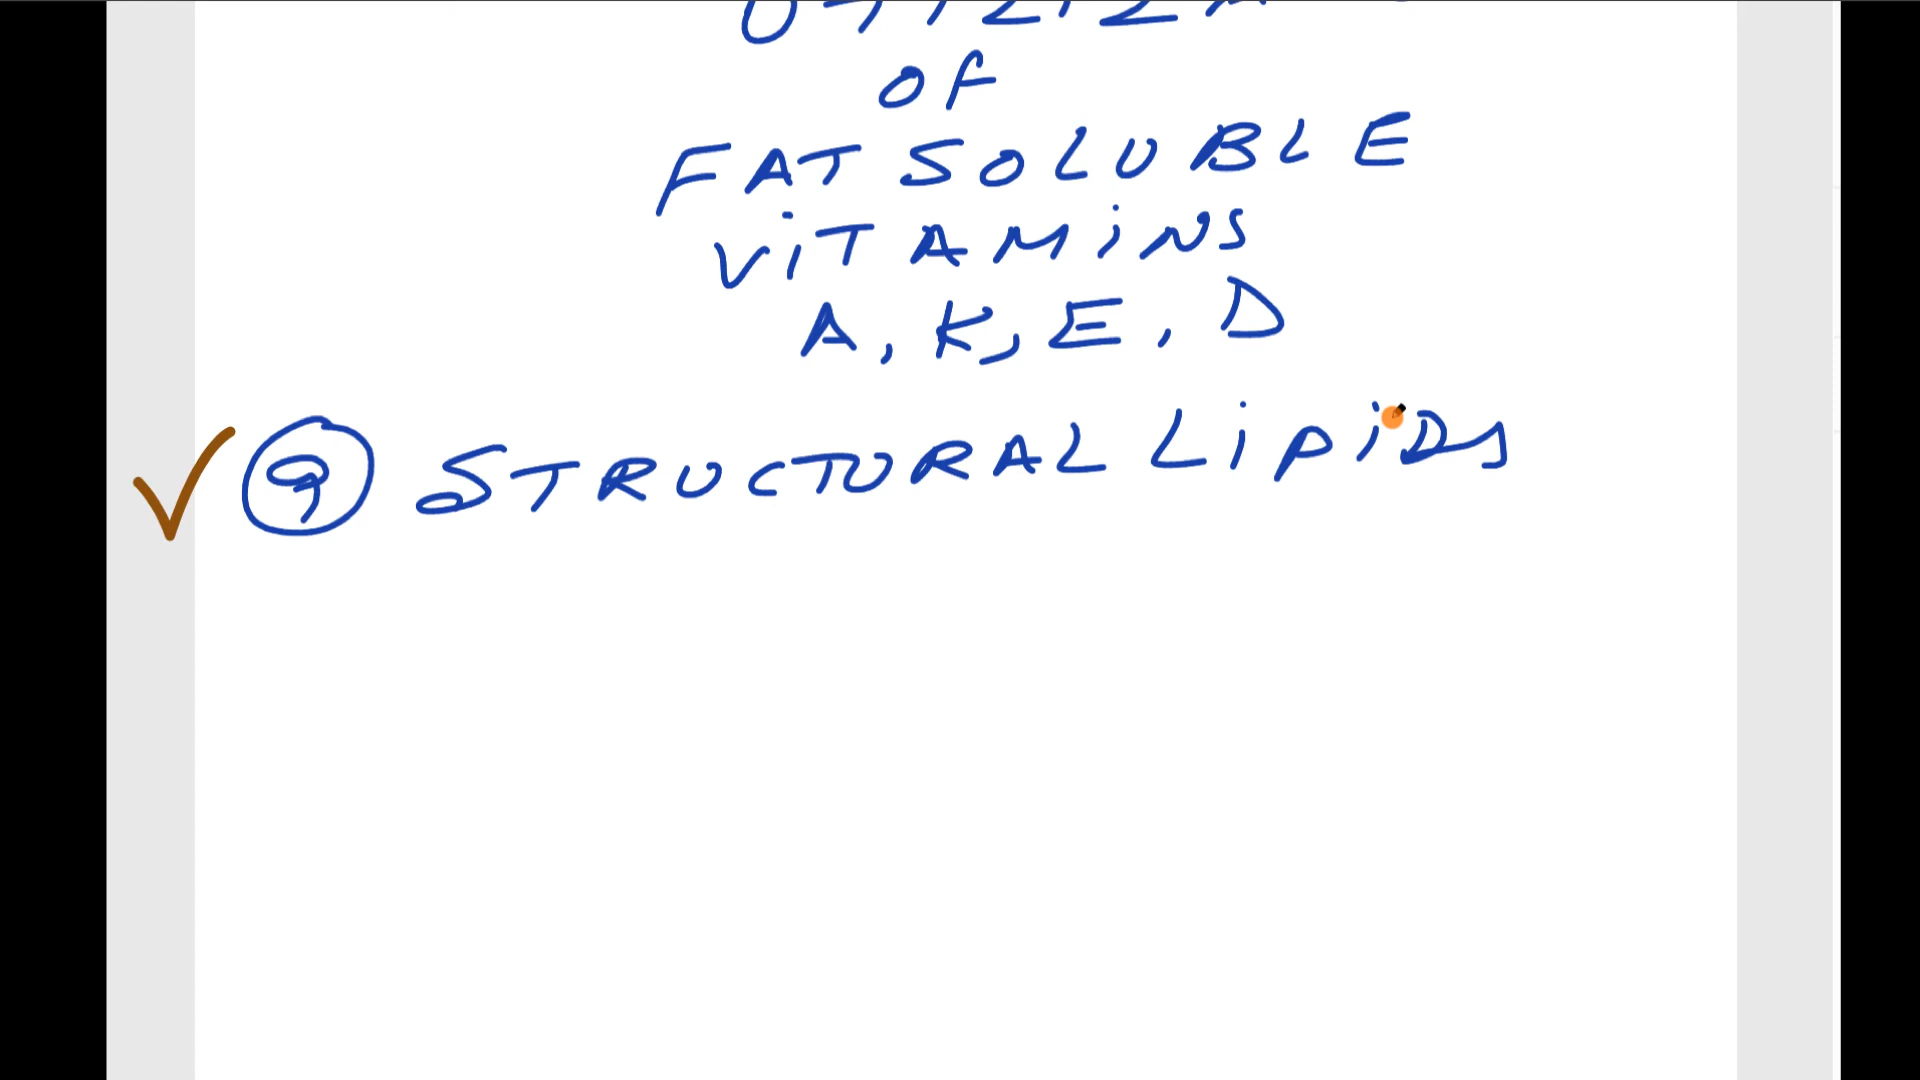 OF
FAT SOLUBLE
ViTAMiNS
A, K, E, D
9 STRUCTURAL LiPiDS